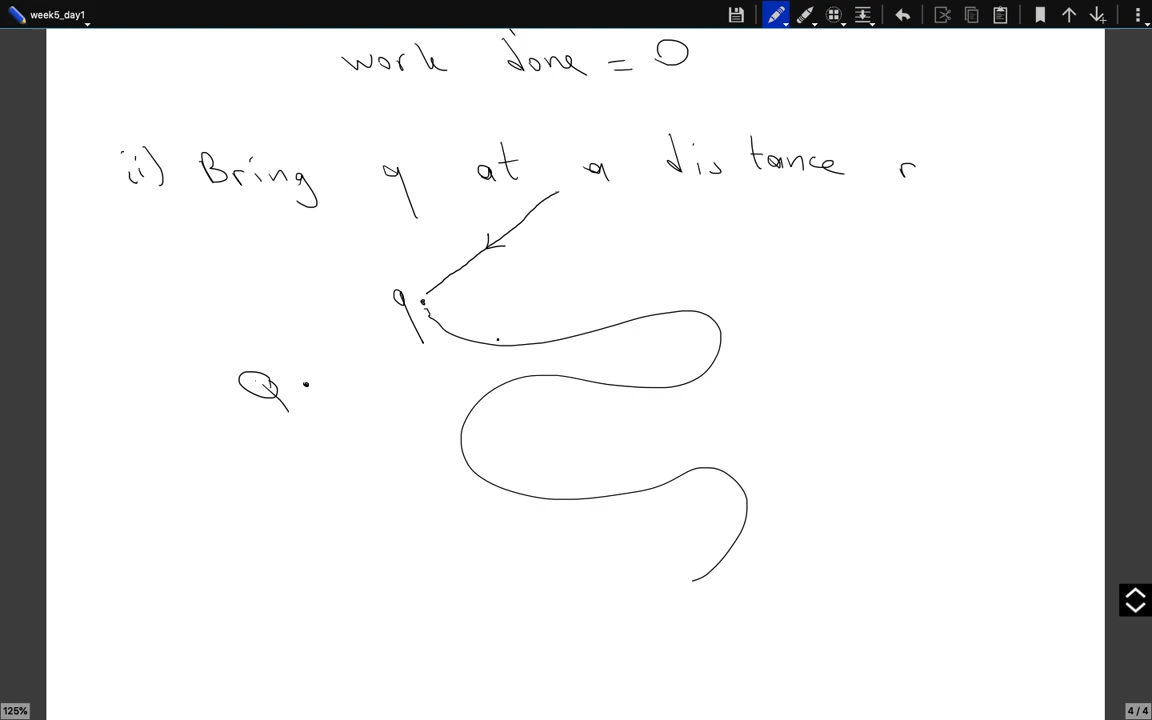 week5_day1
work done = 0
ii) Bring q at a distance r
q
Q
125%
4 / 4